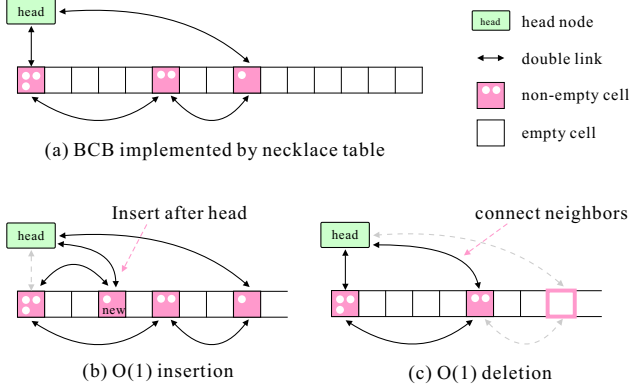 head
head
head node
double link
non-empty cell
empty cell
(a) BCB implemented by necklace table
Insert after head
head
new
(b) O(1) insertion
connect neighbors
head
(c) O(1) deletion